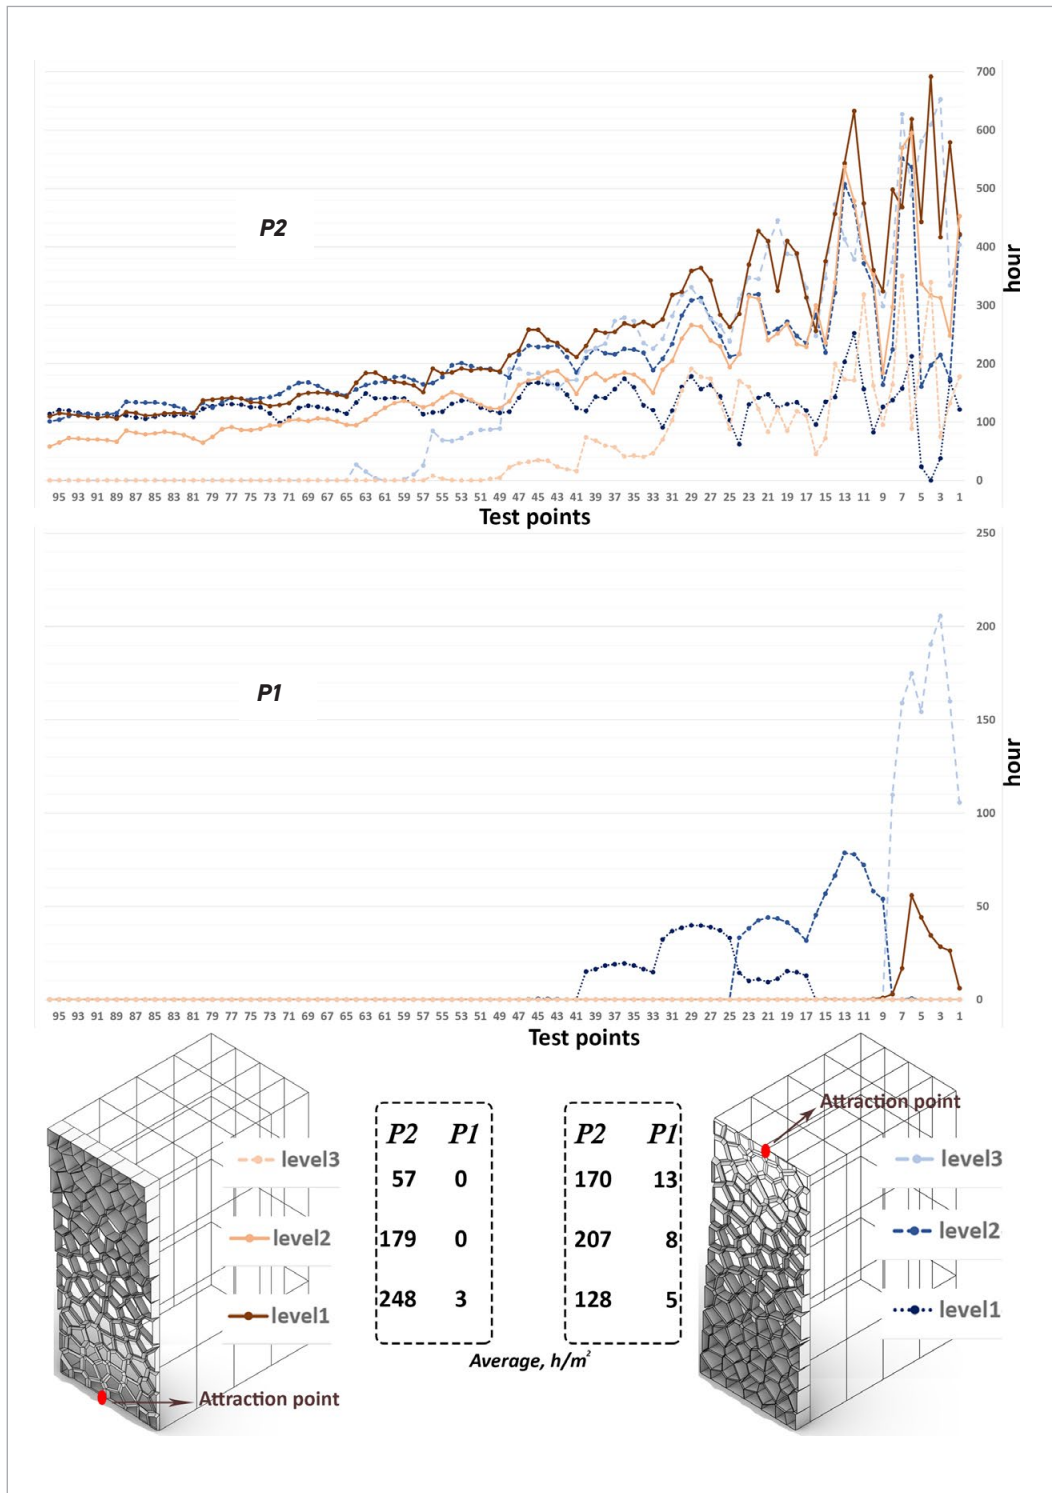 700
600
500
400
300
200
100
0
P2
hour
95 93 91 89 87 85 83 81 79 77 75 73 71 69 67 65 63 61 59 57 55 53 51 49 47 45 43 41 39 37 35 33 31 29 27 25 23 21 19 17 15 13 11 9 7 5 3 1
Test points
250
200
150
100
50
0
P1
hour
95 93 91 89 87 85 83 81 79 77 75 73 71 69 67 65 63 61 59 57 55 53 51 49 47 45 43 41 39 37 35 33 31 29 27 25 23 21 19 17 15 13 11 9 7 5 3 1
Test points
level3
level2
level1
Attraction point
P2 P1
57 0
179 0
248 3
P2 P1
170 13
207 8
128 5
Average, h/m²
Attraction point
level3
level2
level1